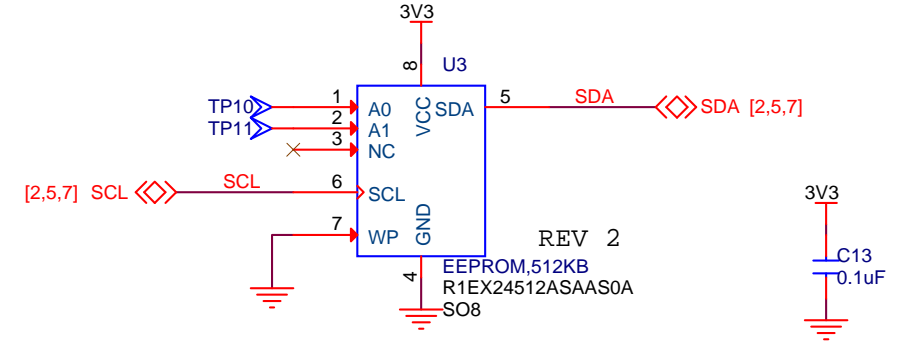 3V3
8
U3
TP10
1
A0
VCC
SDA
5
SDA
SDA [2,5,7]
TP11
2
A1
3
NC
[2,5,7] SCL
SCL
6
SCL
3V3
7
WP
GND
REV 2
4
EEPROM,512KB
C13
R1EX24512ASAAS0A
0.1uF
SO8